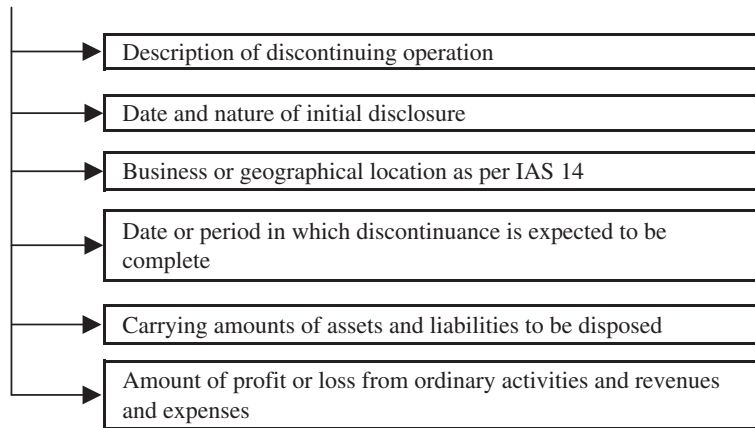 Description of discontinuing operation
Date and nature of initial disclosure
Business or geographical location as per IAS 14
Date or period in which discontinuance is expected to be
complete
Carrying amounts of assets and liabilities to be disposed
Amount of profit or loss from ordinary activities and revenues
and expenses